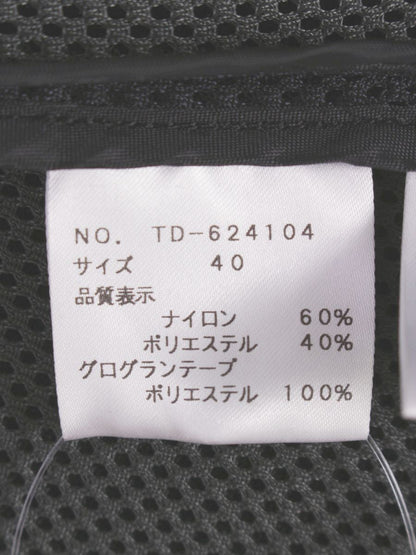 NO. TD-624104
サイズ 40
品質表示
ナイロン 60%
ポリエステル 40%
グログランテープ
ポリエステル 100%